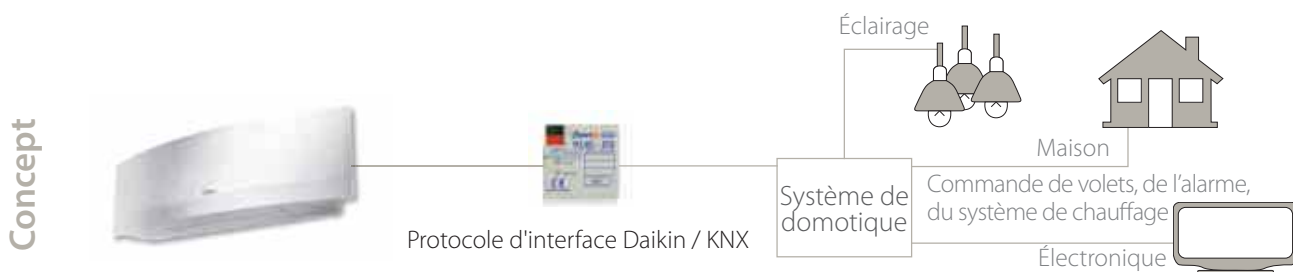 Concept
Éclairage
Maison
Système de
domotique
Commande de volets, de l'alarme,
du système de chauffage
Protocole d'interface Daikin / KNX
Électronique